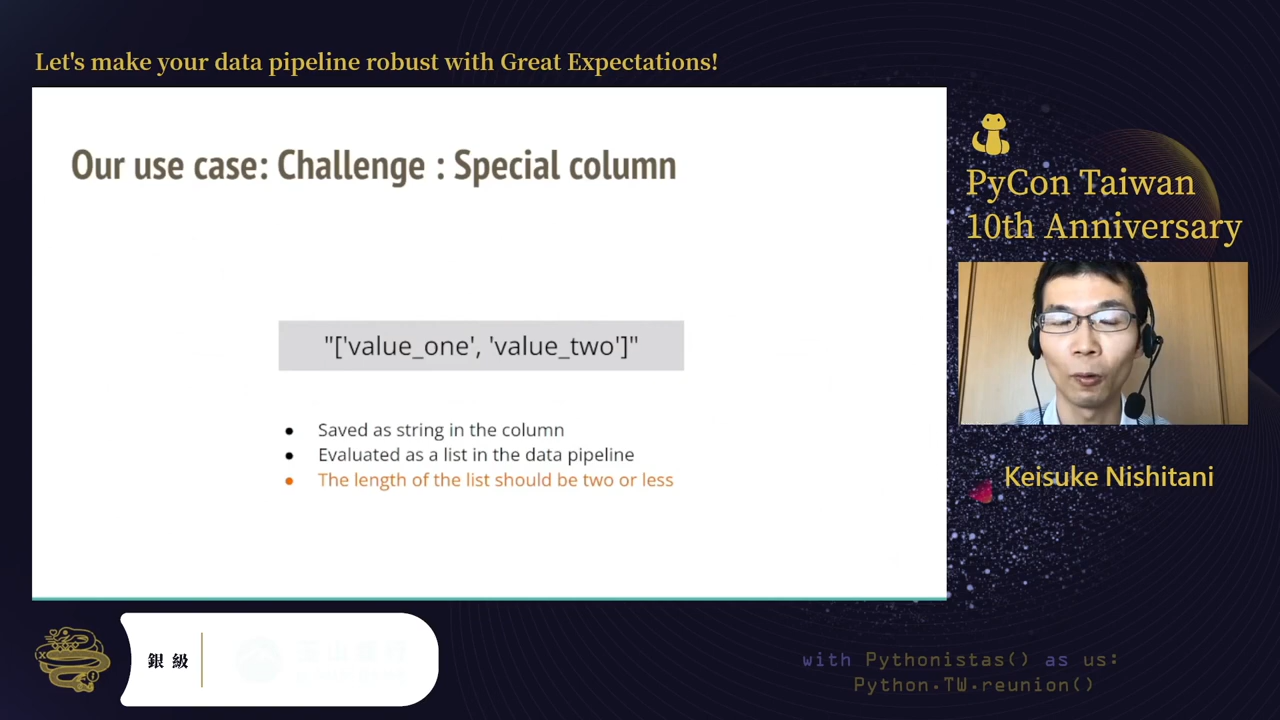 Let's make your data pipeline robust with Great Expectations!
Our use case: Challenge : Special column
"['value_one', 'value_two']"
● Saved as string in the column
● Evaluated as a list in the data pipeline
● The length of the list should be two or less
PyCon Taiwan
10th Anniversary
Keisuke Nishitani
銀 級
with Pythonistas() as us:
Python.TW.reunion()